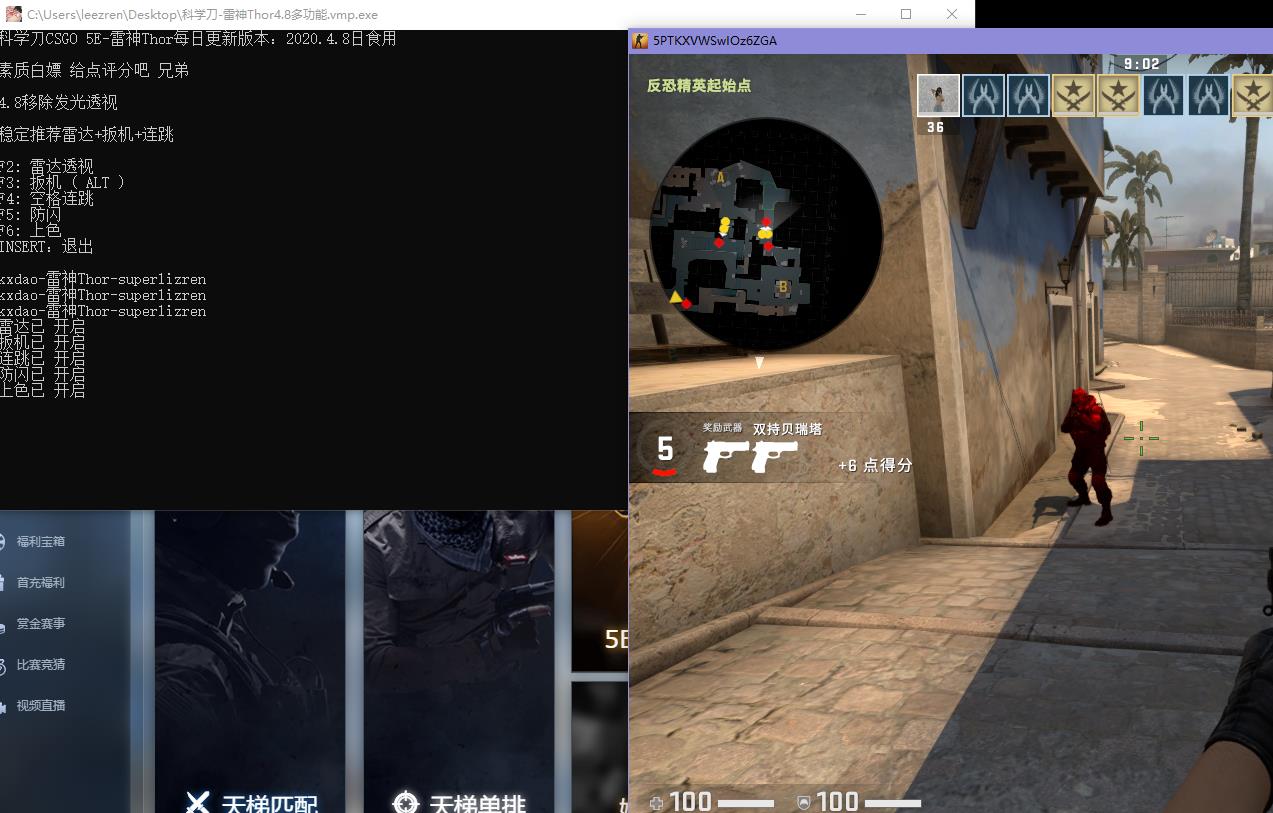 C:\Users\leezren\Desktop\科学刀-雷神Thor4.8多功能.vmp.exe
科学刀CSGO 5E-雷神Thor每日更新版本: 2020.4.8日食用
素质白嫖 给点评分吧 兄弟
4.8移除发光透视
稳定推荐雷达+扳机+连跳
F2: 雷达透视
F3: 扳机 ( ALT )
F4: 空格连跳
F5: 防闪
F6: 上色
INSERT: 退出
kxdao-雷神Thor-superlizren
kxdao-雷神Thor-superlizren
kxdao-雷神Thor-superlizren
雷达已 开启
扳机已 开启
连跳已 开启
防闪已 开启
上色已 开启
福利宝箱
首充福利
赏金赛事
比赛竞猜
视频直播
天梯匹配
天梯单排
5E
5PTKXVWSwIOz6ZGA
反恐精英起始点
9:02
36
A
B
5
奖励武器 双持贝瑞塔
+6 点得分
100
100